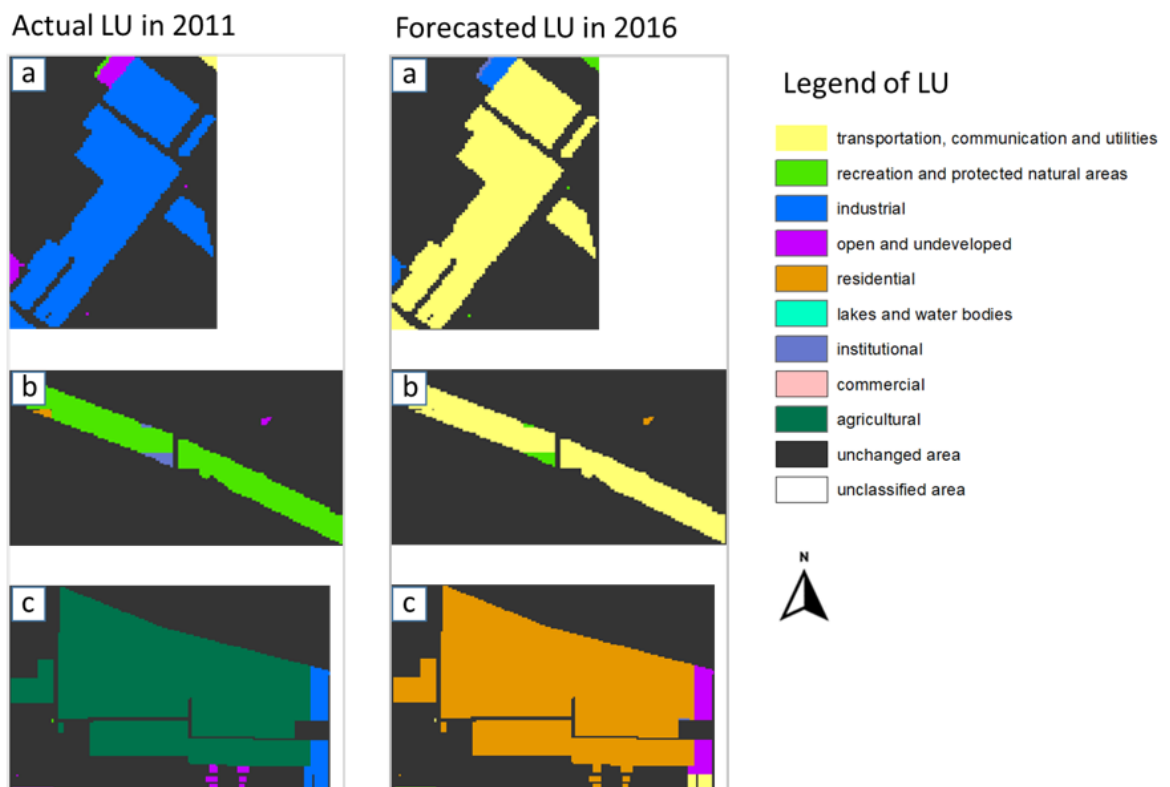 Actual LU in 2011
Forecasted LU in 2016
a
a
Legend of LU
transportation, communication and utilities
recreation and protected natural areas
industrial
open and undeveloped
residential
lakes and water bodies
institutional
commercial
agricultural
unchanged area
unclassified area
b
b
N
c
c